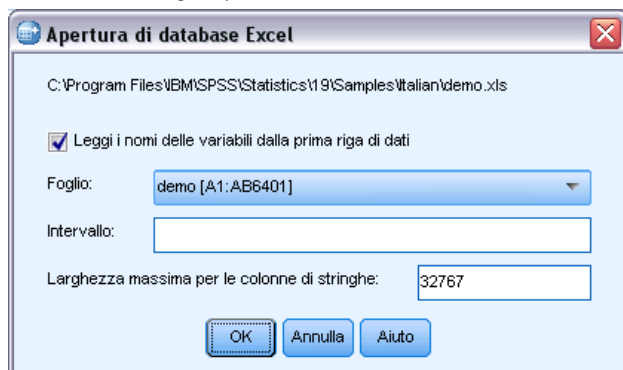 Apertura di database Excel
C:\Program Files\IBM\SPSS\Statistics\19\Samples\Italian\demo.xls
Leggi i nomi delle variabili dalla prima riga di dati
Foglio: demo [A1:AB6401]
Intervallo:
Larghezza massima per le colonne di stringhe: 32767
OK Annulla Aiuto